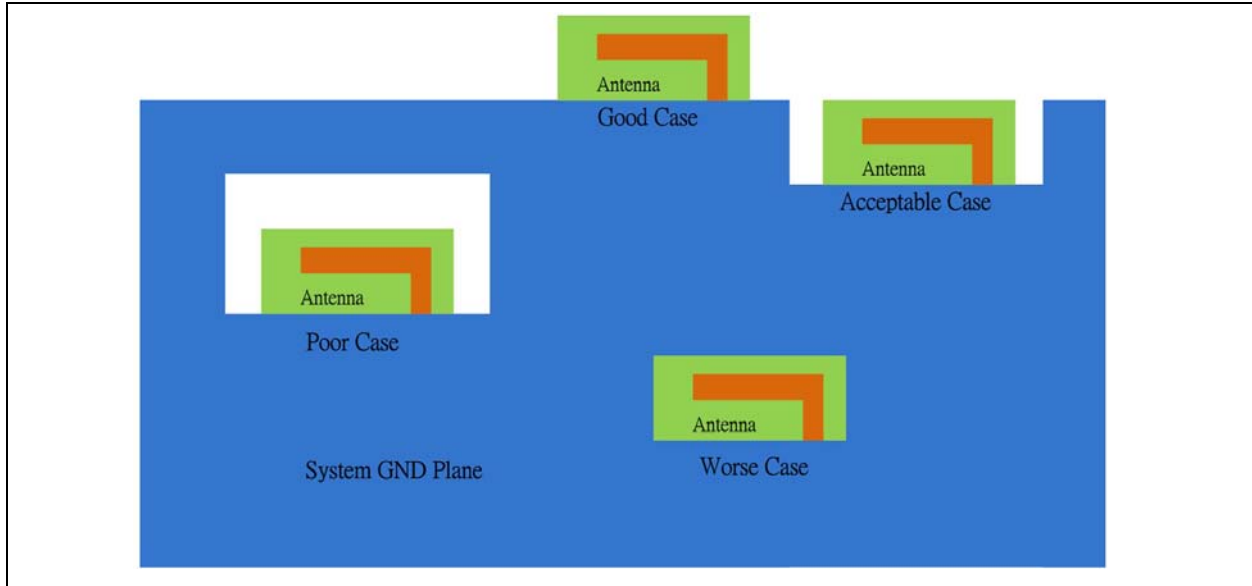 Antenna
Good Case
Antenna
Acceptable Case
Antenna
Poor Case
Antenna
Worse Case
System GND Plane